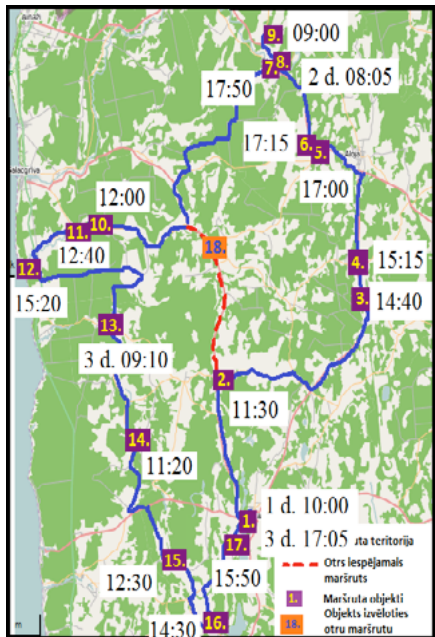 9. 09:00
7. 8.
2 d. 08:05
17:50
17:15 6. 5.
17:00
12:00
11. 10.
18.
12. 12:40
4. 15:15
15:20
3. 14:40
13.
3 d. 09:10
2.
11:30
14.
11:20
1 d. 10:00
1.
3 d. 17:05
17. teritorija
Otrs iespējamais
maršruts
15.
12:30 15:50
1. Maršruta objekti
Objekts izvēloties
18. otru maršrutu
14:30 16.
m